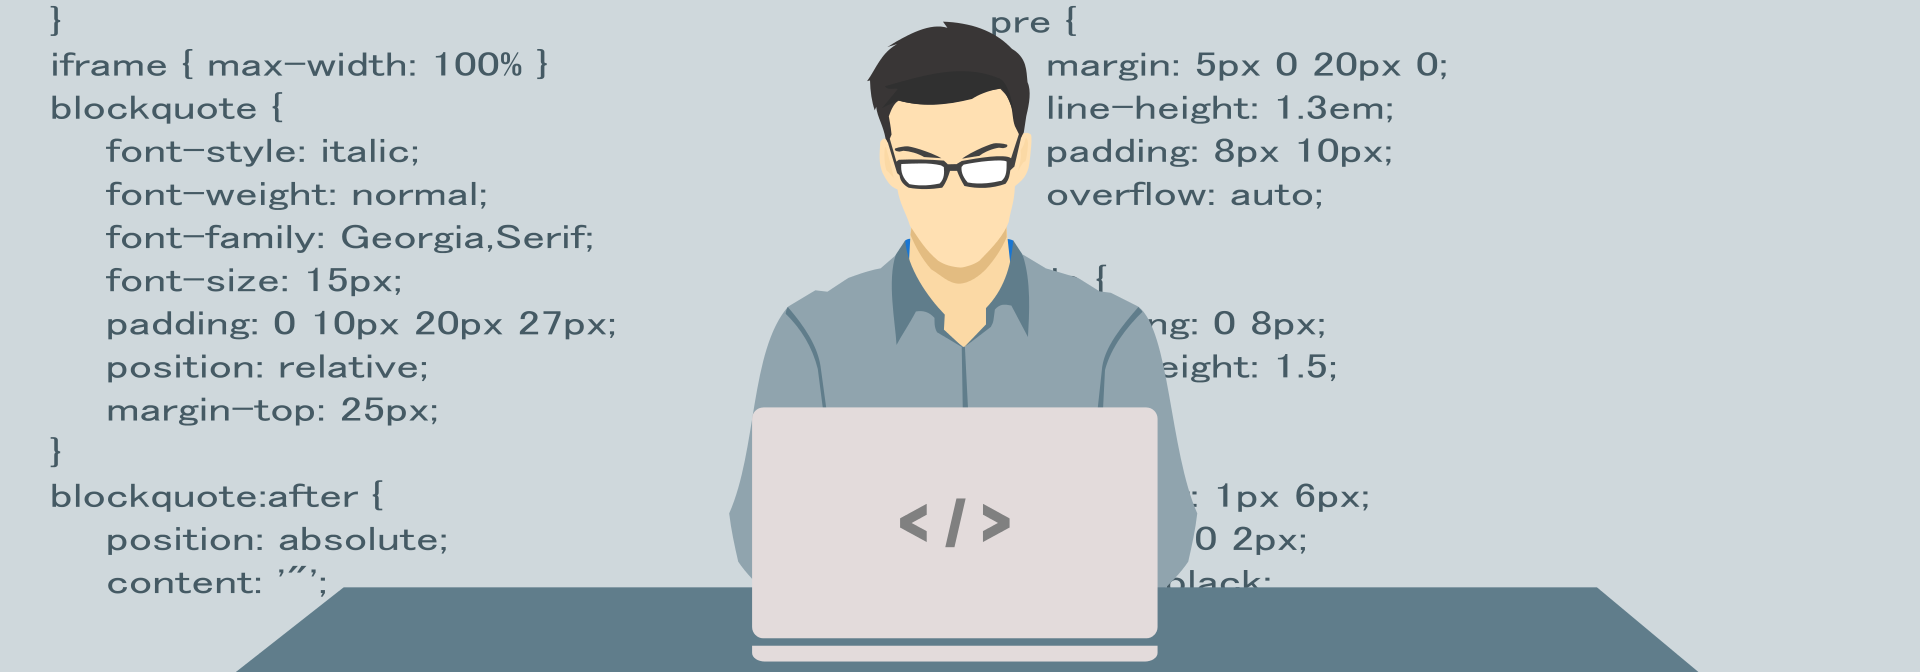 }
iframe { max-width: 100% }
blockquote {
font-style: italic;
font-weight: normal;
font-family: Georgia,Serif;
font-size: 15px;
padding: 0 10px 20px 27px;
position: relative;
margin-top: 25px;
}
blockquote:after {
position: absolute;
content: '"';
pre {
margin: 5px 0 20px 0;
line-height: 1.3em;
padding: 8px 10px;
overflow: auto;
{
ng: 0 8px;
eight: 1.5;
: 1px 6px;
0 2px;
black;
</>